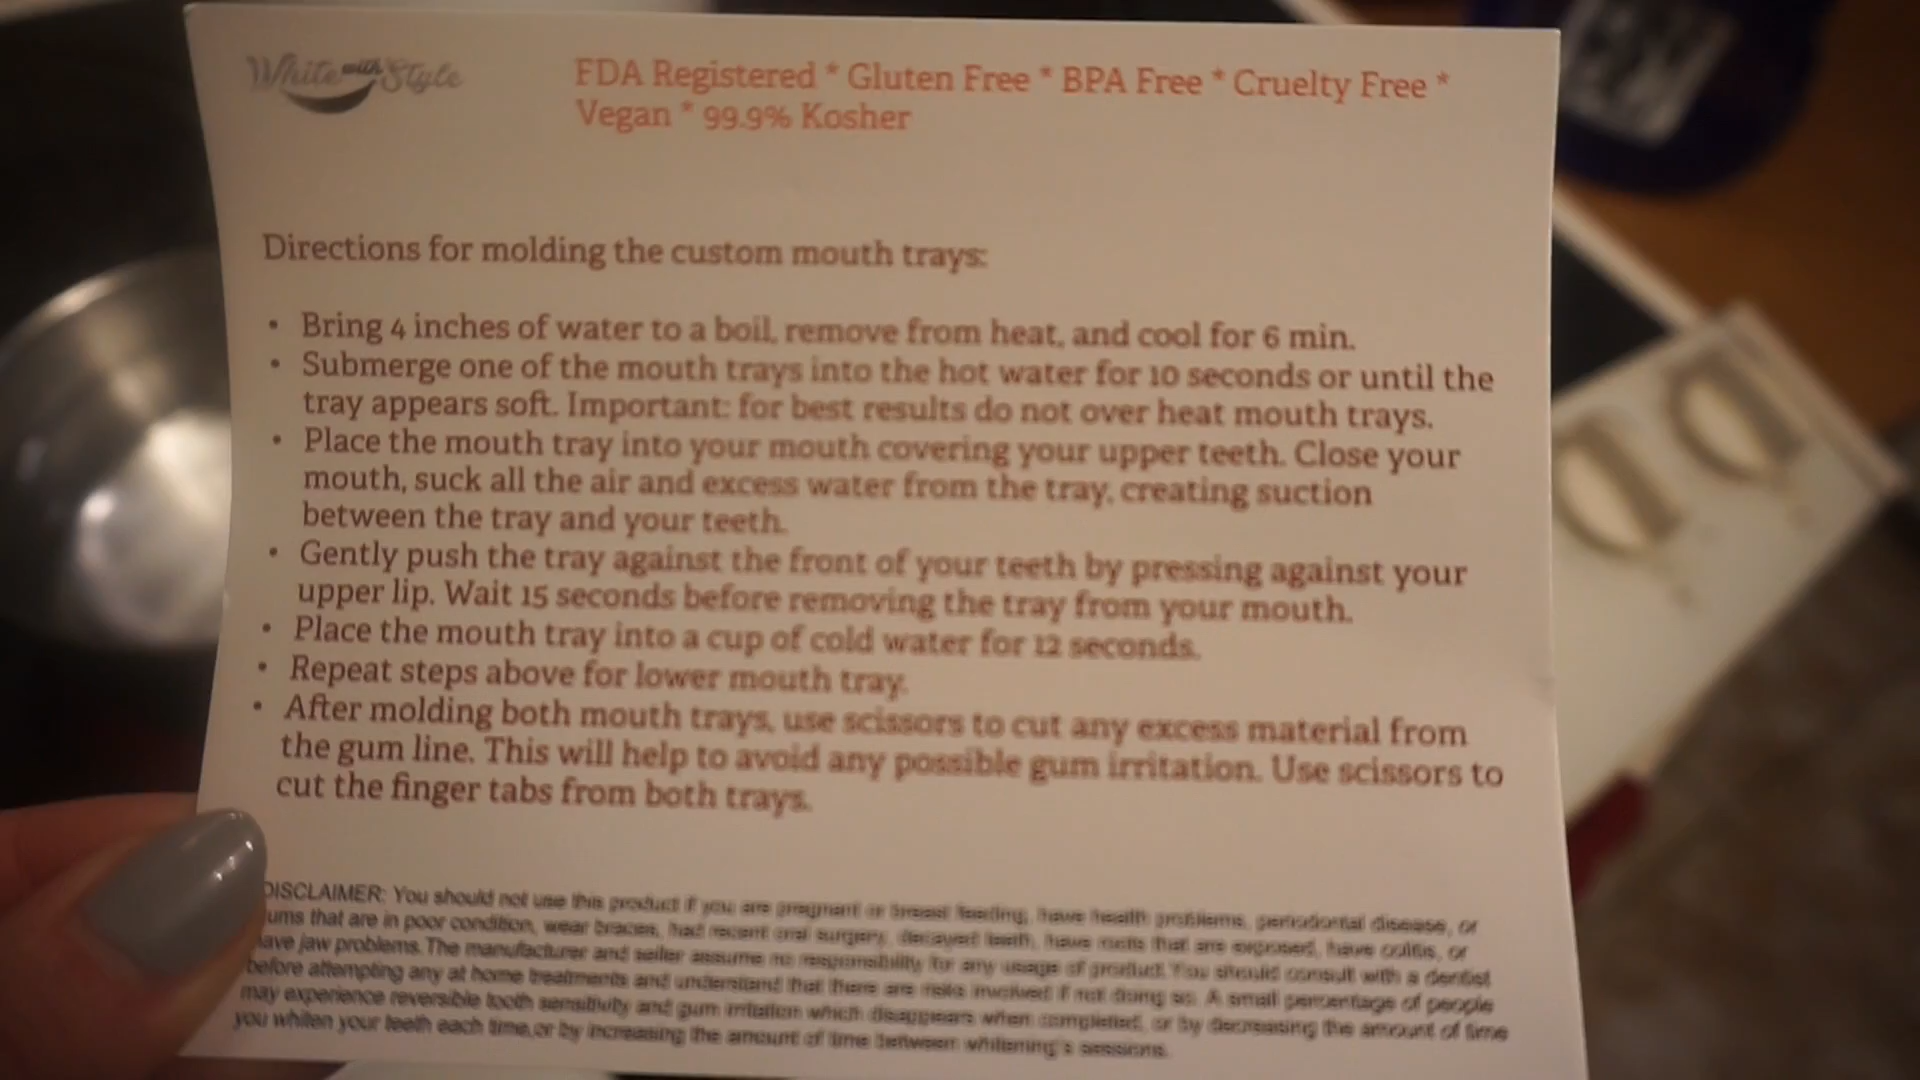 White with Style
FDA Registered * Gluten Free * BPA Free * Cruelty Free *
Vegan * 99.9% Kosher
Directions for molding the custom mouth trays:
• Bring 4 inches of water to a boil, remove from heat, and cool for 6 min.
• Submerge one of the mouth trays into the hot water for 10 seconds or until the
tray appears soft. Important: for best results do not over heat mouth trays.
• Place the mouth tray into your mouth covering your upper teeth. Close your
mouth, suck all the air and excess water from the tray, creating suction
between the tray and your teeth.
• Gently push the tray against the front of your teeth by pressing against your
upper lip. Wait 15 seconds before removing the tray from your mouth.
• Place the mouth tray into a cup of cold water for 12 seconds.
• Repeat steps above for lower mouth tray.
• After molding both mouth trays, use scissors to cut any excess material from
the gum line. This will help to avoid any possible gum irritation. Use scissors to
cut the finger tabs from both trays.
DISCLAIMER: You should not use this product if you are pregnant or breast feeding, have health problems, periodontal disease, or
ums that are in poor condition, wear braces, had recent oral surgery, decayed teeth, have roots that are exposed, have colitis, or
ave jaw problems. The manufacturer and seller assume no responsibility for any usage of product. You should consult with a dentist
before attempting any at home treatments and understand that there are risks involved if not doing so. A small percentage of people
may experience reversible tooth sensitivity and gum irritation which disappears when completed, or by decreasing the amount of time
you whiten your teeth each time, or by increasing the amount of time between whitening's sessions.